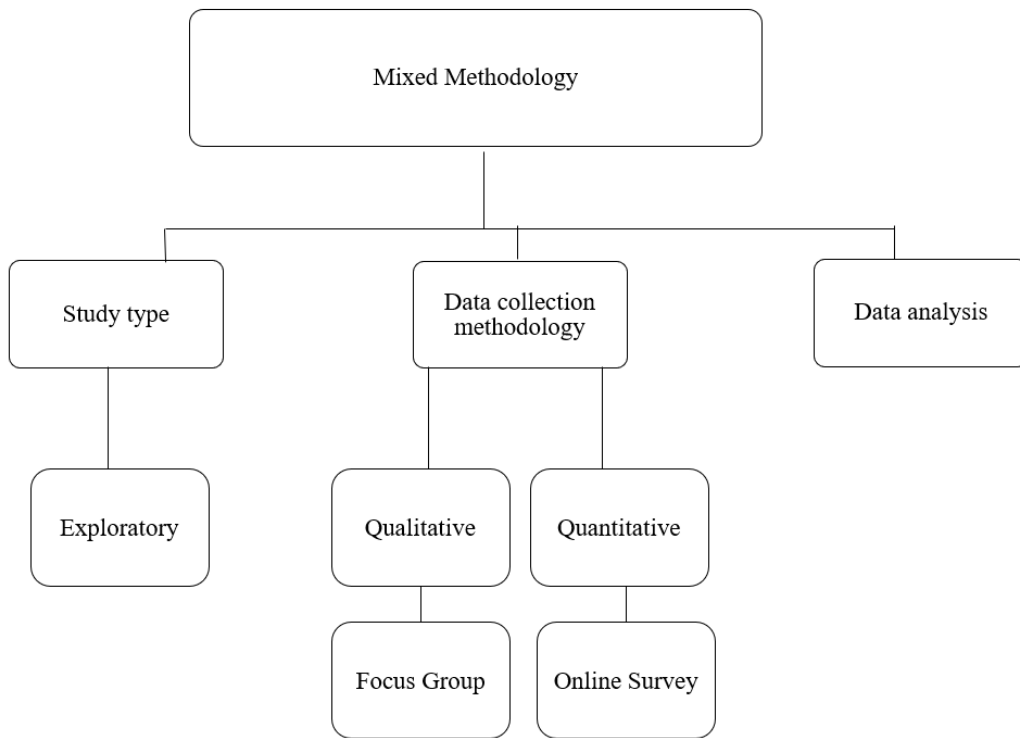 Mixed Methodology
Study type
Data collection
methodology
Data analysis
Exploratory
Qualitative
Quantitative
Focus Group
Online Survey